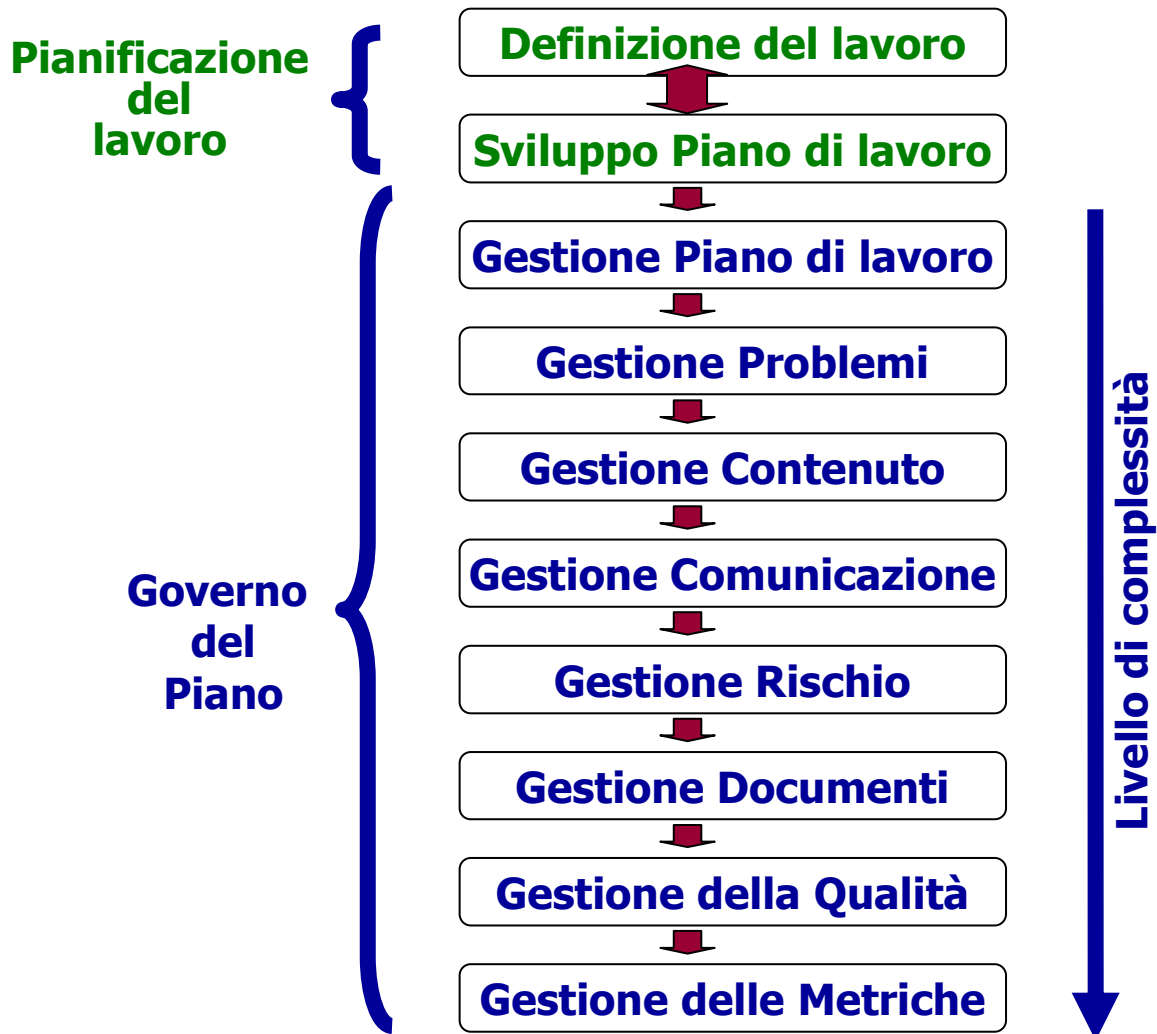 Pianificazione
del
lavoro
Definizione del lavoro
Sviluppo Piano di lavoro
Governo
del
Piano
Gestione Piano di lavoro
Gestione Problemi
Gestione Contenuto
Gestione Comunicazione
Gestione Rischio
Gestione Documenti
Gestione della Qualità
Gestione delle Metriche
Livello di complessità